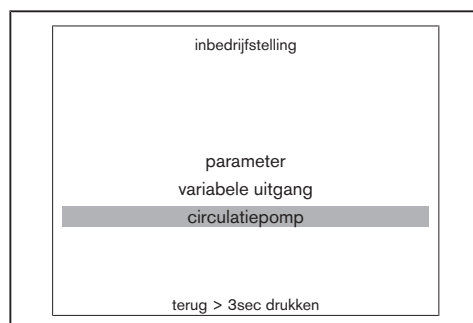 inbedrijfstelling
parameter
variabele uitgang
circulatiepomp
terug > 3sec drukken